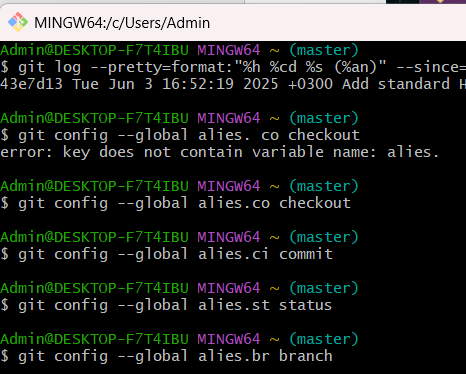 MINGW64:/c/Users/Admin
Admin@DESKTOP-F7T4IBU MINGW64 ~ (master)
$ git log --pretty=format:"%h %cd %s (%an)" --since=
43e7d13 Tue Jun 3 16:52:19 2025 +0300 Add standard H
Admin@DESKTOP-F7T4IBU MINGW64 ~ (master)
$ git config --global alies. co checkout
error: key does not contain variable name: alies.
Admin@DESKTOP-F7T4IBU MINGW64 ~ (master)
$ git config --global alies.co checkout
Admin@DESKTOP-F7T4IBU MINGW64 ~ (master)
$ git config --global alies.ci commit
Admin@DESKTOP-F7T4IBU MINGW64 ~ (master)
$ git config --global alies.st status
Admin@DESKTOP-F7T4IBU MINGW64 ~ (master)
$ git config --global alies.br branch